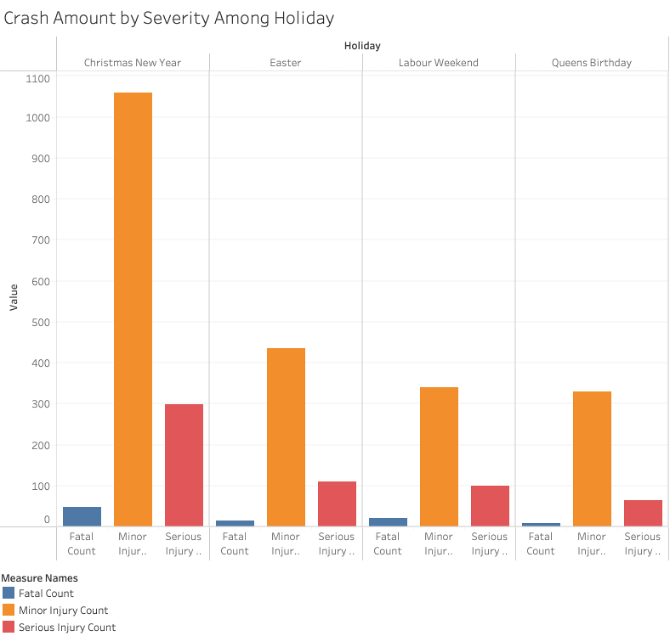 Crash Amount by Severity Among Holiday
Holiday
Christmas New Year Easter Labour Weekend Queens Birthday
1100
1000
900
800
700
600
500
400
300
200
100
0
Value
Fatal Minor Serious Fatal Minor Serious Fatal Minor Serious Fatal Minor Serious
Count Injur.. Injury .. Count Injur.. Injury .. Count Injur.. Injury .. Count Injur.. Injury ..
Measure Names
Fatal Count
Minor Injury Count
Serious Injury Count